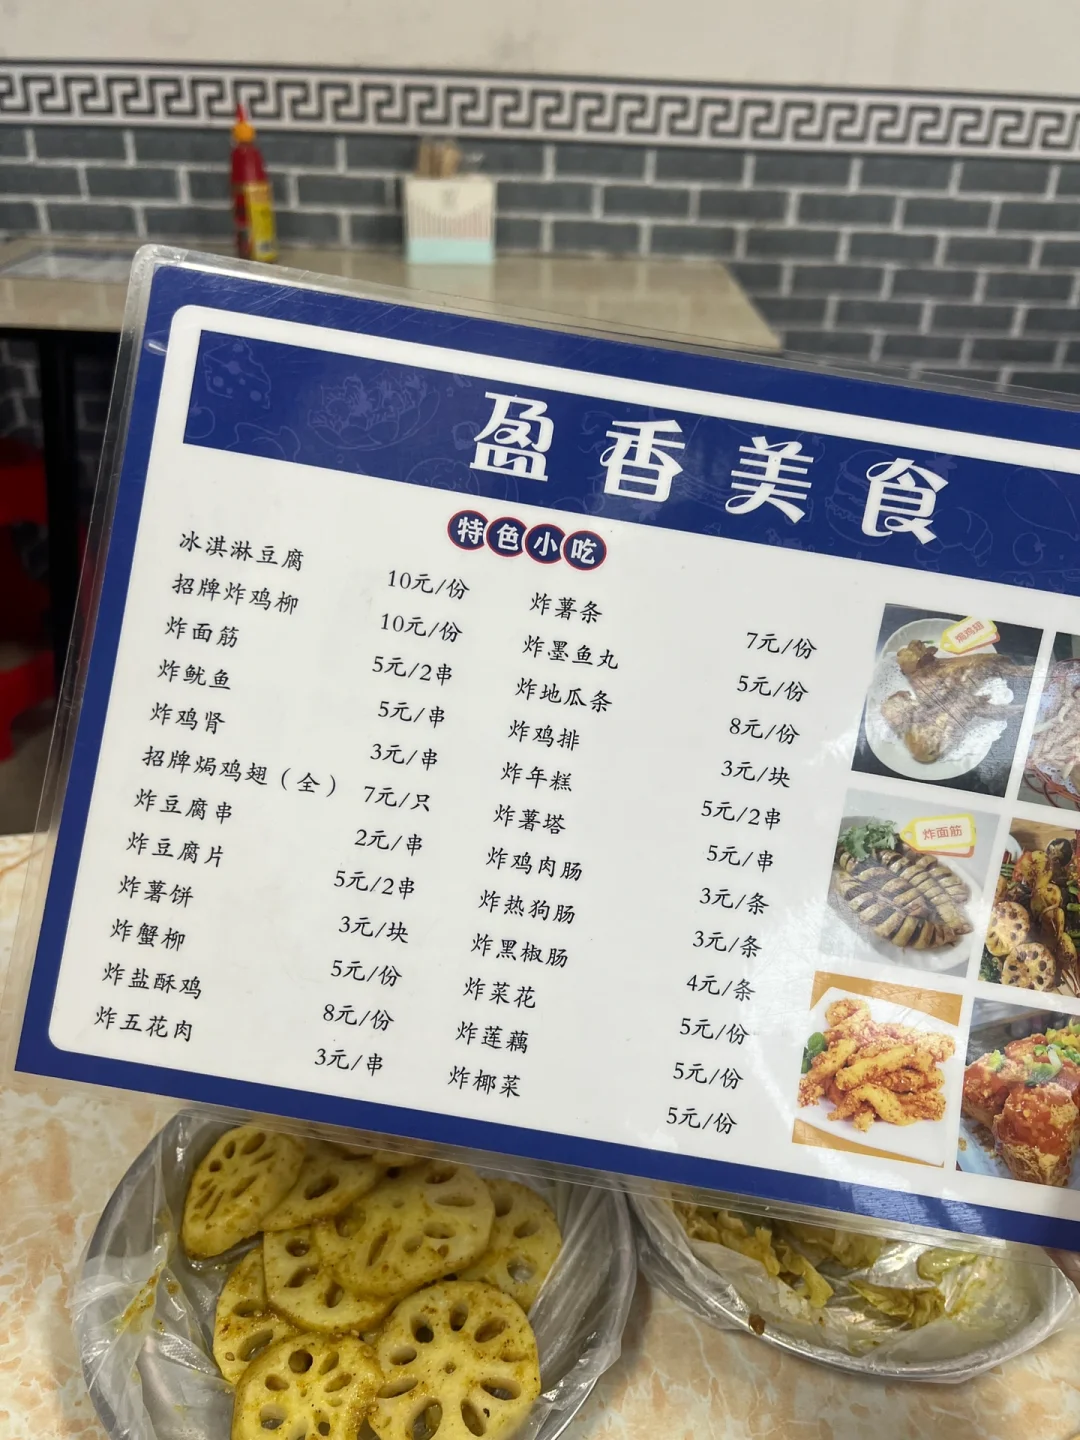 盈香美食
特色小吃
冰淇淋豆腐 10元/份
招牌炸鸡柳 10元/份
炸面筋 5元/2串
炸鱿鱼 5元/串
炸鸡肾 3元/串
招牌焗鸡翅（全） 7元/只
炸豆腐串 2元/串
炸豆腐片 5元/2串
炸薯饼 3元/块
炸蟹柳 5元/份
炸盐酥鸡 8元/份
炸五花肉 3元/串
炸薯条 7元/份
炸墨鱼丸 5元/份
炸地瓜条 8元/份
炸鸡排 3元/块
炸年糕 5元/2串
炸薯塔 5元/串
炸鸡肉肠 3元/条
炸热狗肠 3元/条
炸黑椒肠 4元/条
炸菜花 5元/份
炸莲藕 5元/份
炸椰菜 5元/份
焗鸡翅
炸面筋